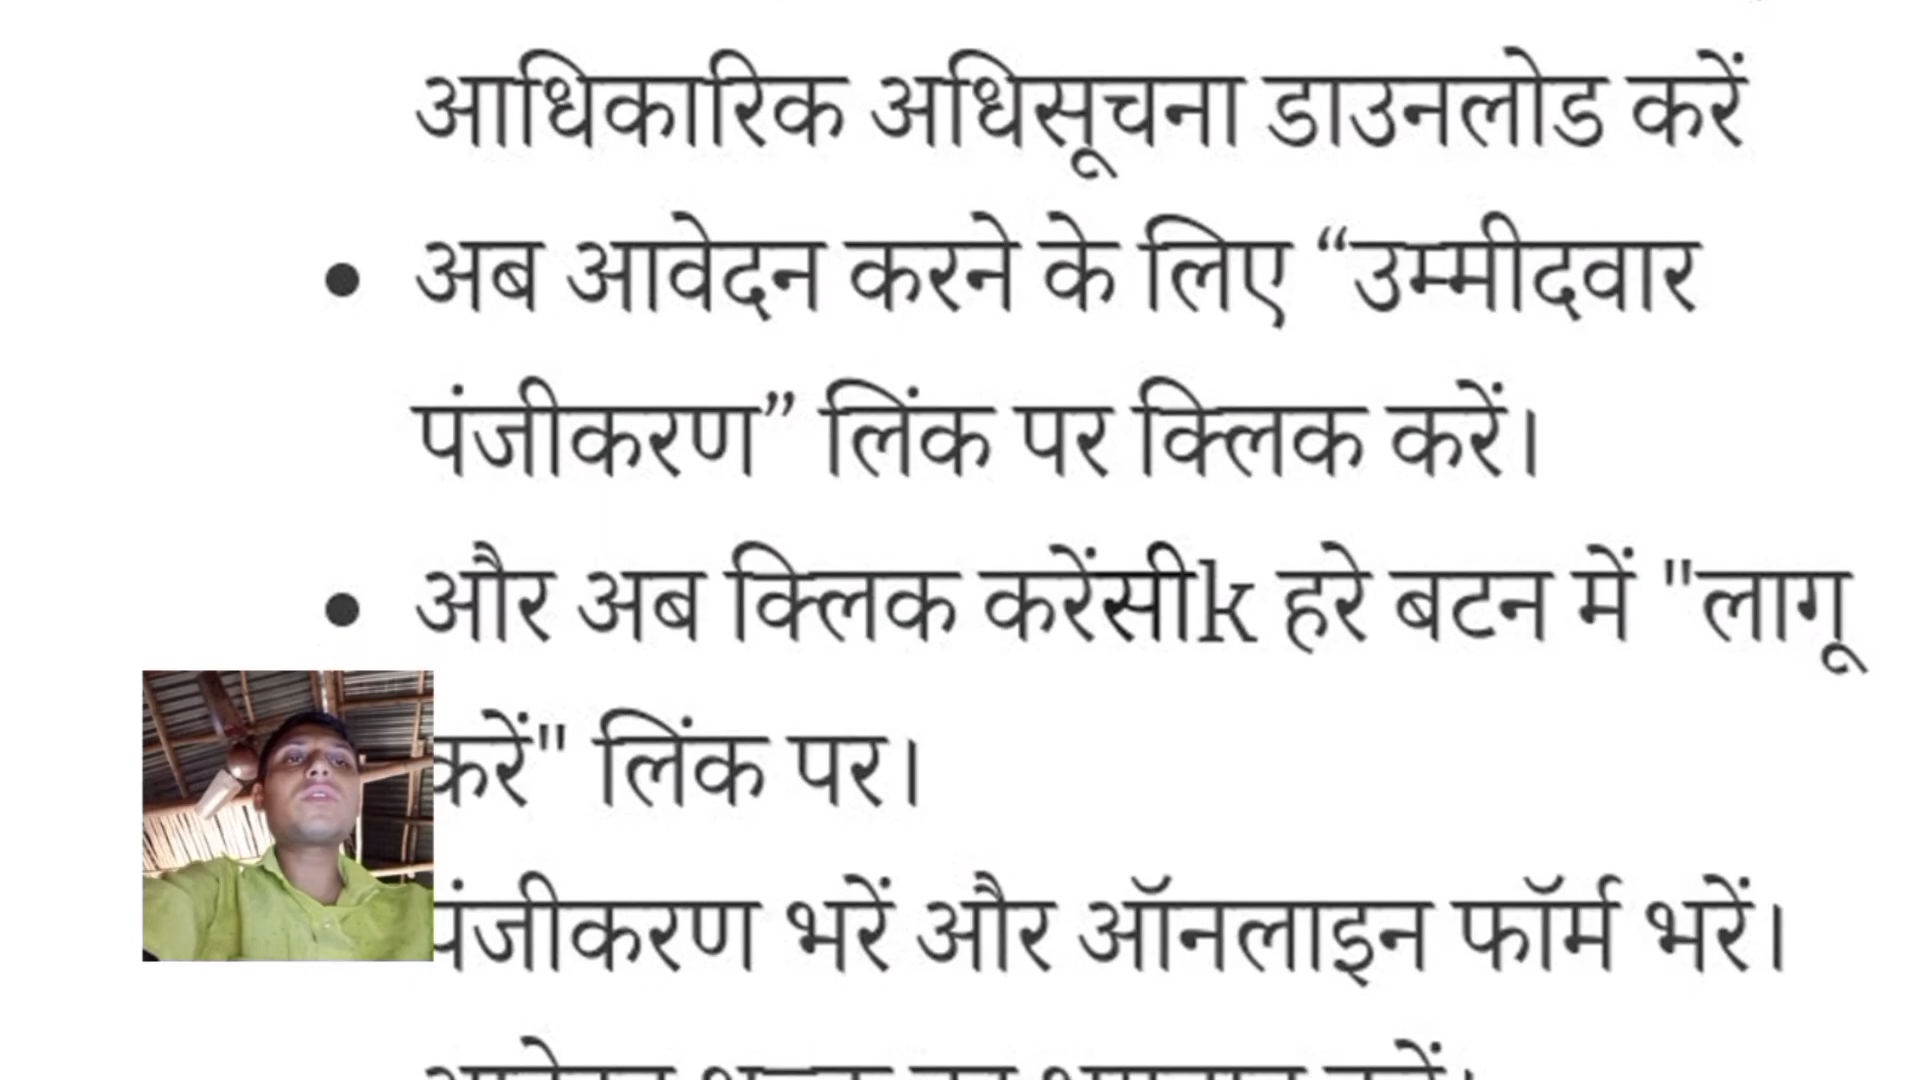 आधिकारिक अधिसूचना डाउनलोड करें
• अब आवेदन करने के लिए “उम्मीदवार
पंजीकरण” लिंक पर क्लिक करें।
• और अब क्लिक करेंसीk हरे बटन में "लागू
करें" लिंक पर।
पंजीकरण भरें और ऑनलाइन फॉर्म भरें।